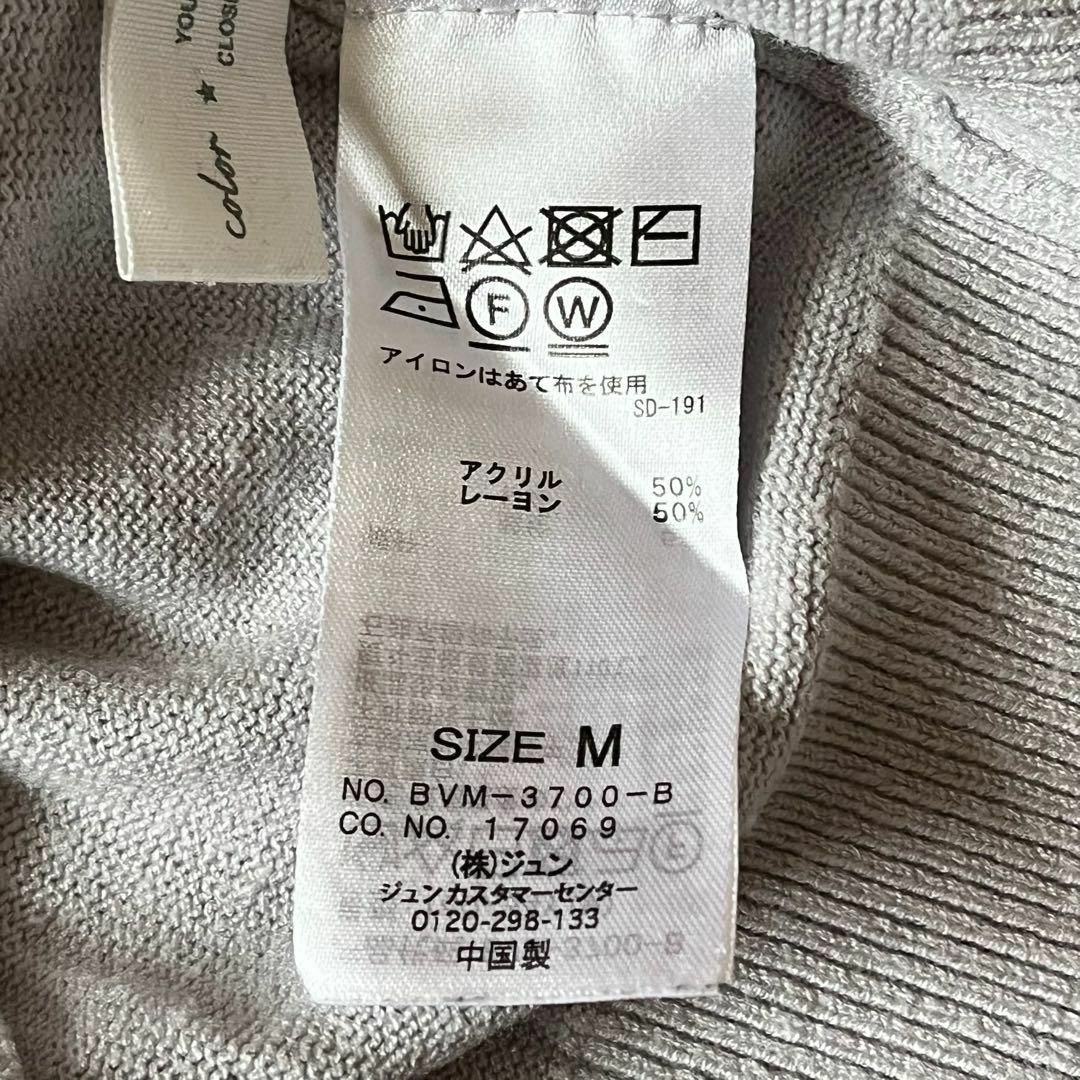 YOU
CLOS
color ★
F W
アイロンはあて布を使用
SD-191
アクリル 50%
レーヨン 50%
SIZE M
NO. BVM-3700-B
CO. NO. 17069
(株)ジュン
ジュンカスタマーセンター
0120-298-133
中国製